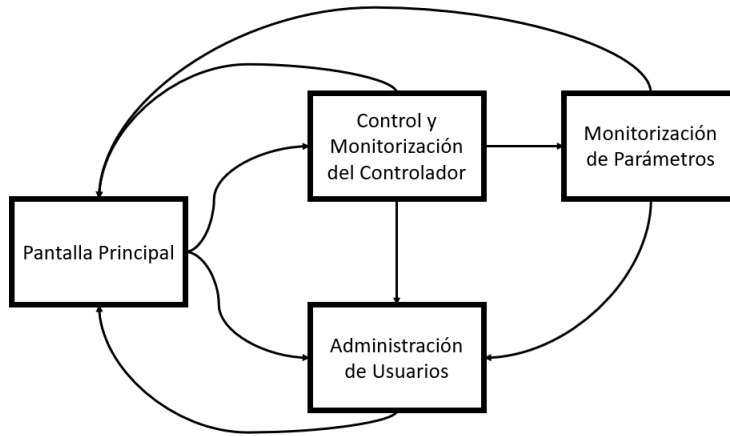 Control y
Monitorización
del Controlador
Monitorización
de Parámetros
Pantalla Principal
Administración
de Usuarios